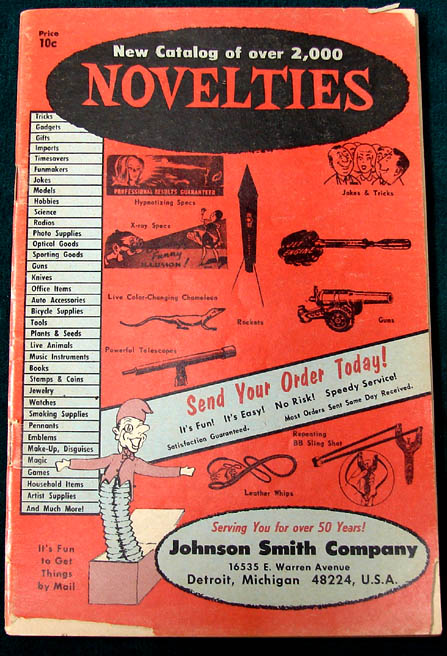 Price
10c
New Catalog of over 2,000
NOVELTIES
Tricks
Gadgets
Gifts
Imports
Timesavers
Funmakers
Jokes
Models
Hobbies
Science
Radios
Photo Supplies
Optical Goods
Sporting Goods
Guns
Knives
Office Items
Auto Accessories
Bicycle Supplies
Tools
Plants & Seeds
Live Animals
Music Instruments
Books
Stamps & Coins
Jewelry
Watches
Smoking Supplies
Pennants
Emblems
Make-Up, Disguises
Magic
Games
Household Items
Artist Supplies
And Much More!
PROFESSIONAL RESULTS GUARANTEED
Hypnotizing Specs
Jokes & Tricks
X-ray Specs
Funny
ILLUSION!
Live Color-Changing Chameleon
Rockets
Guns
Powerful Telescopes
Send Your Order Today!
It's Fun! It's Easy! No Risk! Speedy Service!
Satisfaction Guaranteed. Most Orders Sent Same Day Received.
Repeating
BB Sling Shot
Leather Whips
It's Fun
to Get
Things
by Mail
Serving You for over 50 Years!
Johnson Smith Company
16535 E. Warren Avenue
Detroit, Michigan 48224, U.S.A.